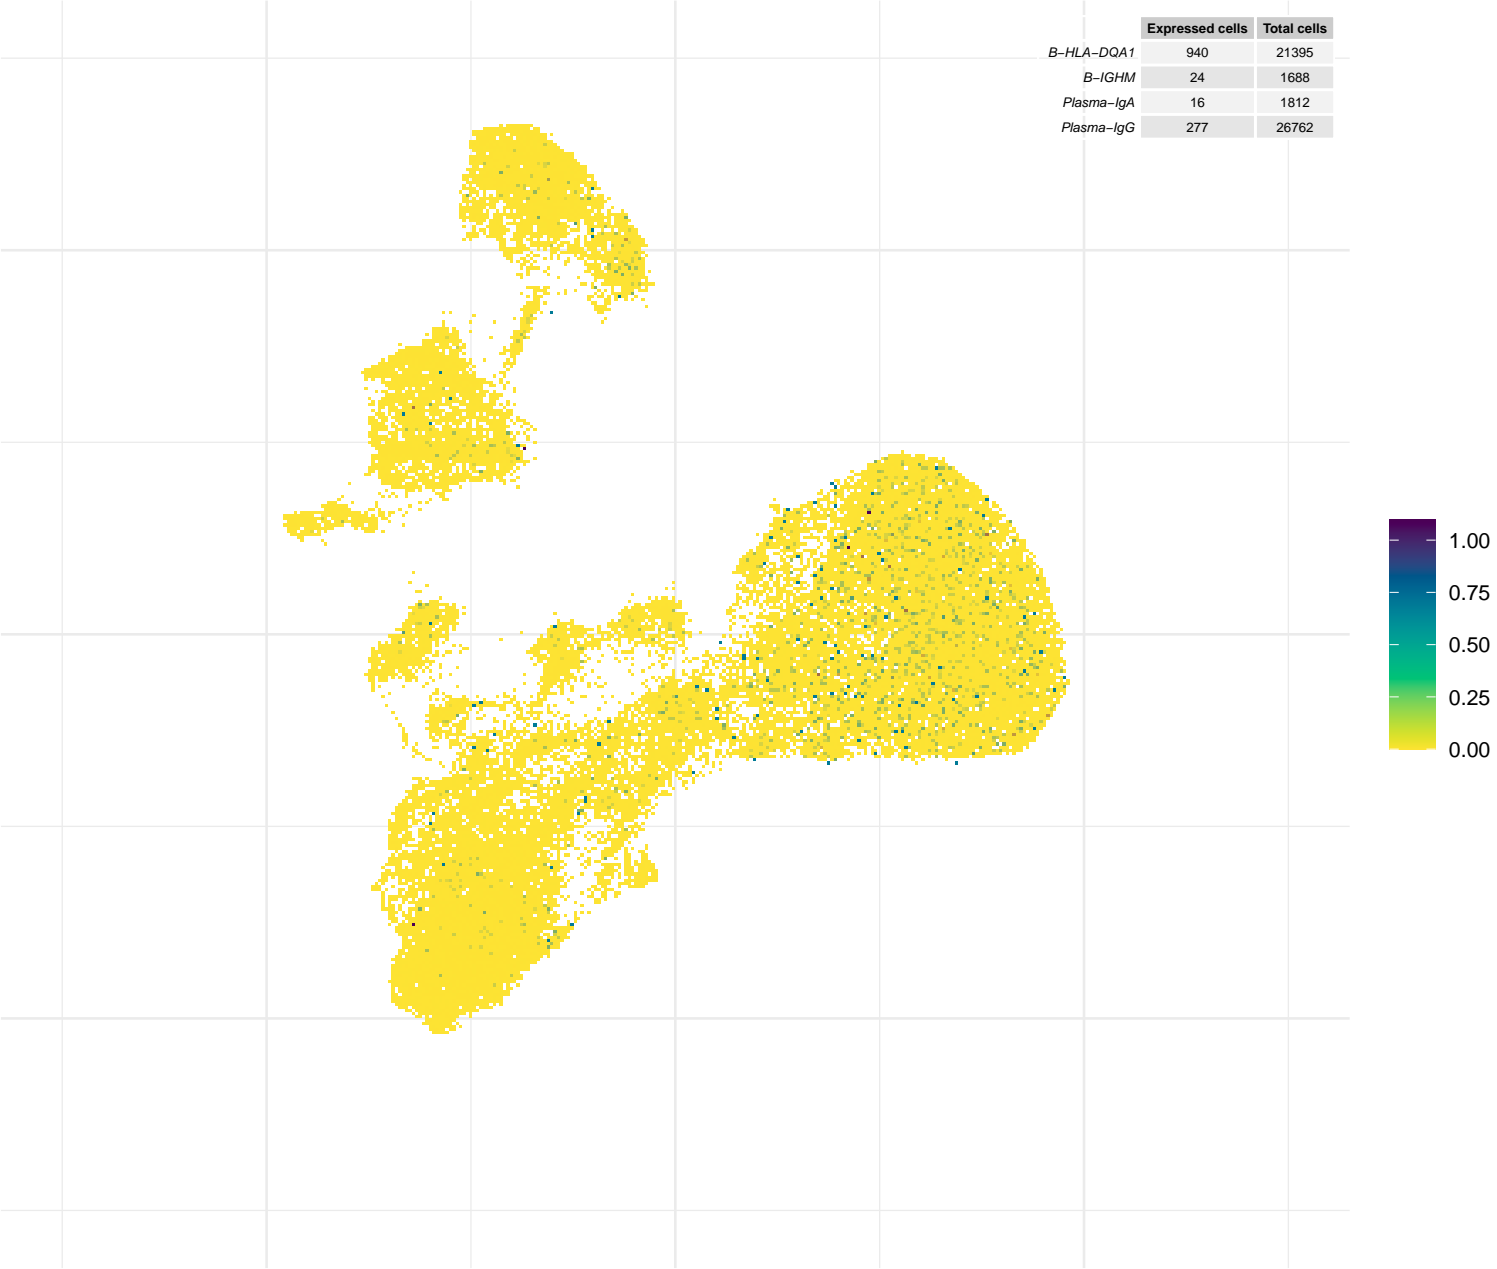 Expressed cells Total cells
B−HLA−DQA1 940 21395
B−IGHM 24 1688
Plasma−IgA 16 1812
Plasma−IgG 277 26762
1.00
0.75
0.50
0.25
0.00